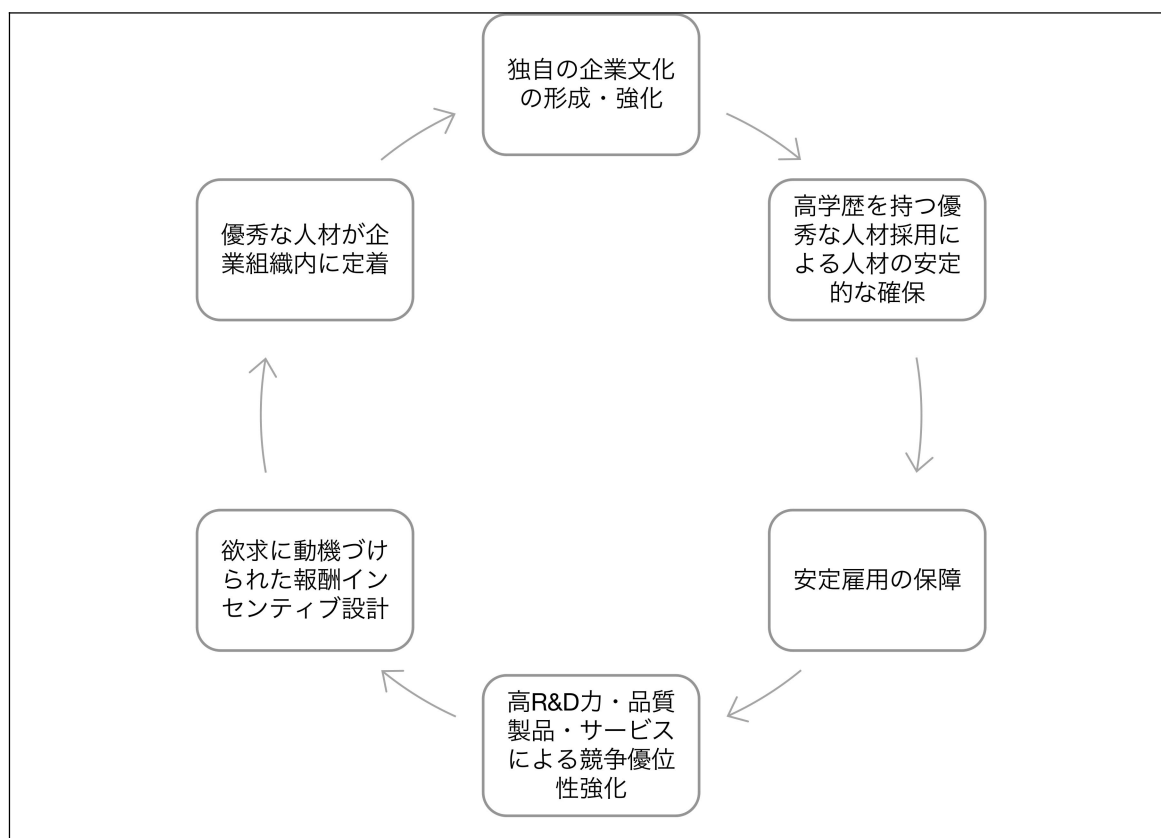 独自の企業文化
の形成・強化
高学歴を持つ優
秀な人材採用に
よる人材の安定
的な確保
安定雇用の保障
高R&D力・品質
製品・サービス
による競争優位
性強化
欲求に動機づけ
られた報酬イン
センティブ設計
優秀な人材が企
業組織内に定着